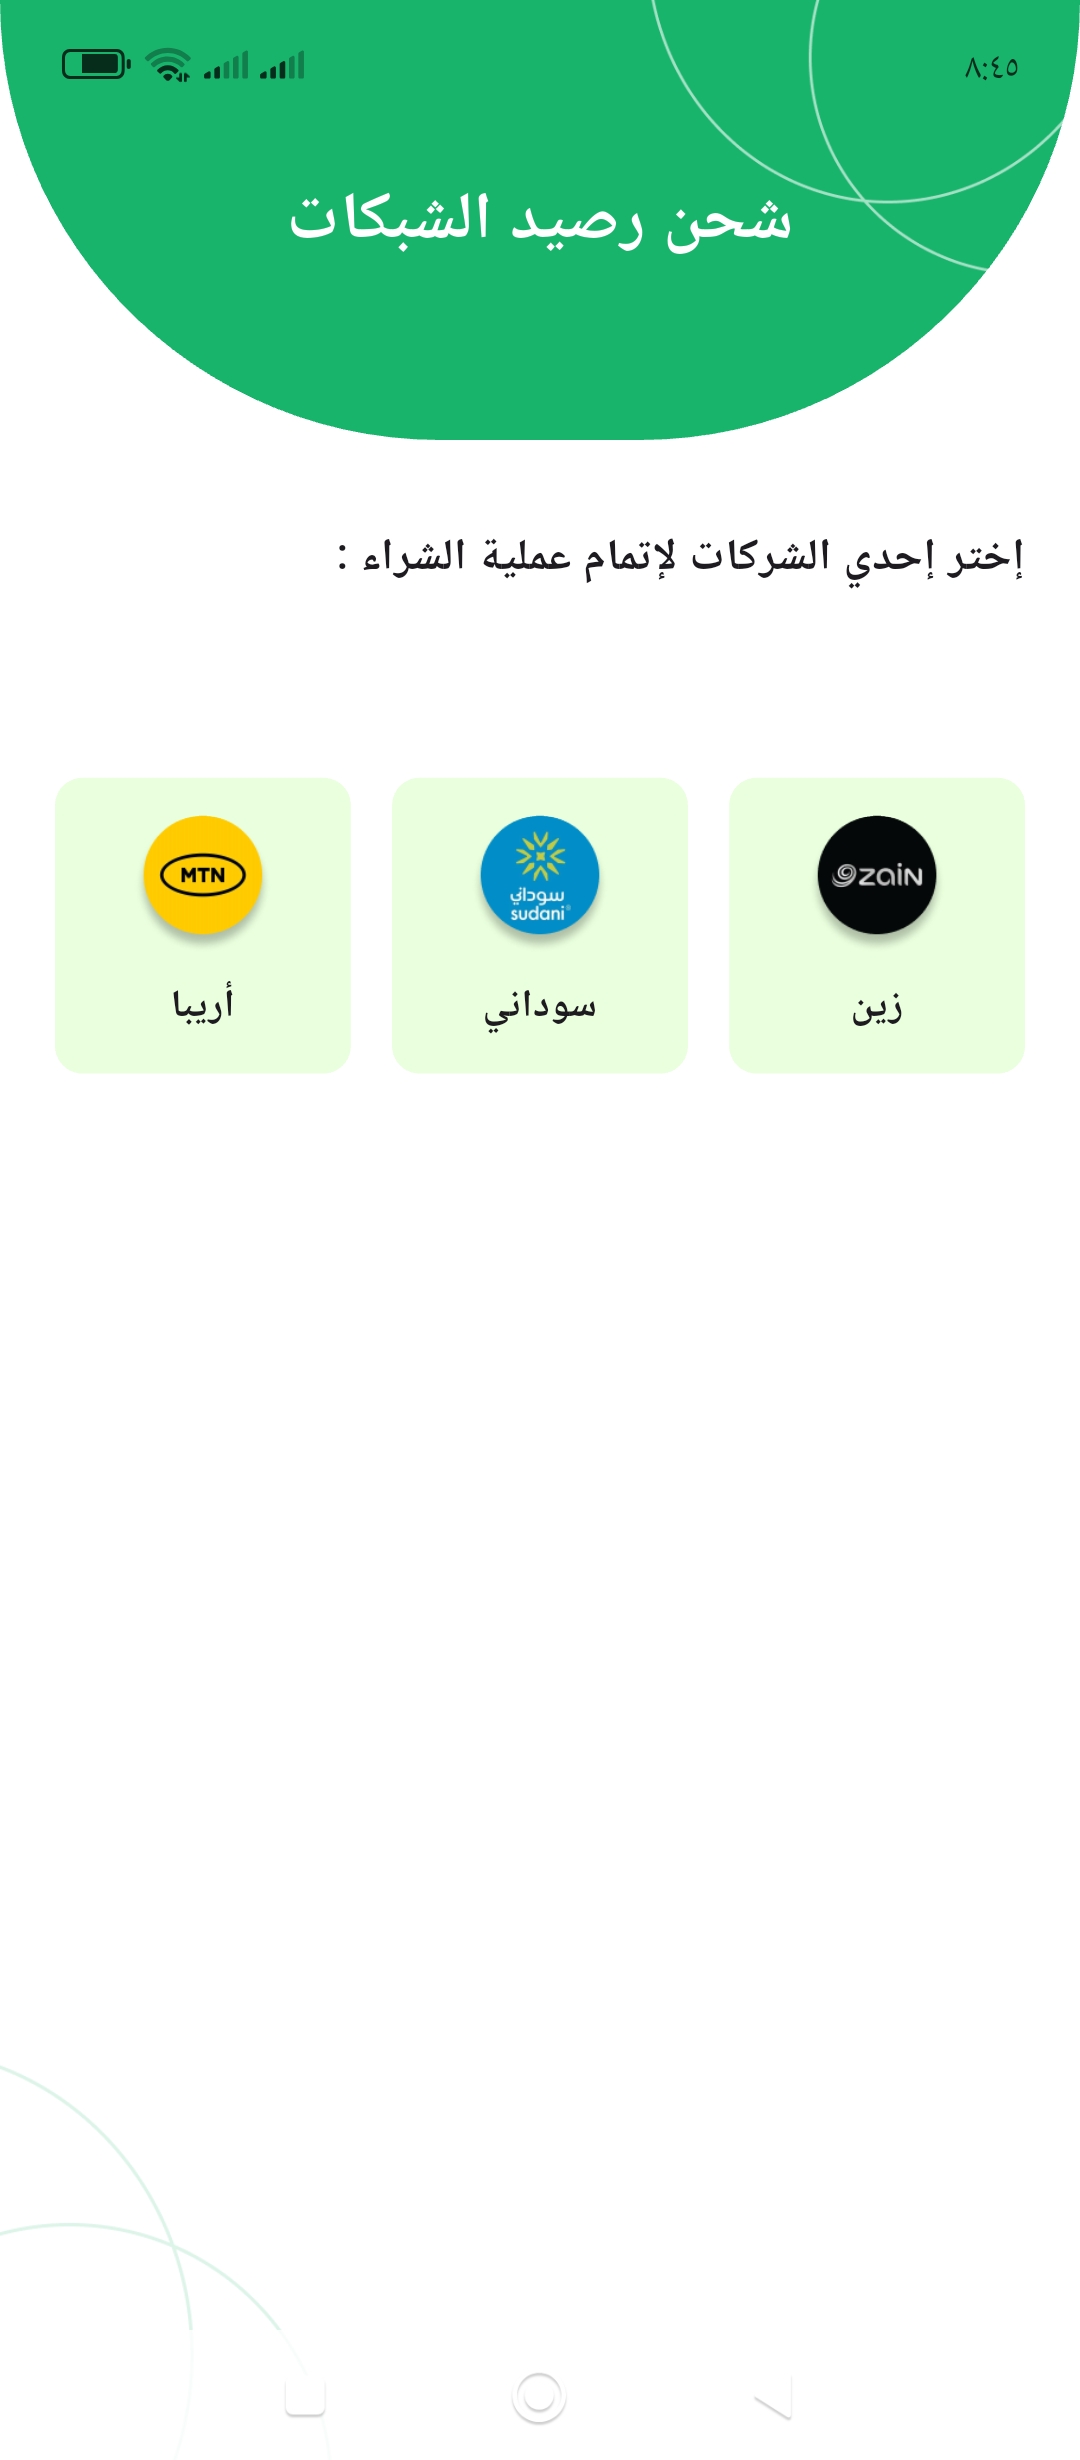 ٨:٤٥
شحن رصيد الشبكات
إختر إحدي الشركات لإتمام عملية الشراء :
zain
زين
سوداني
sudani
سوداني
MTN
أريبا